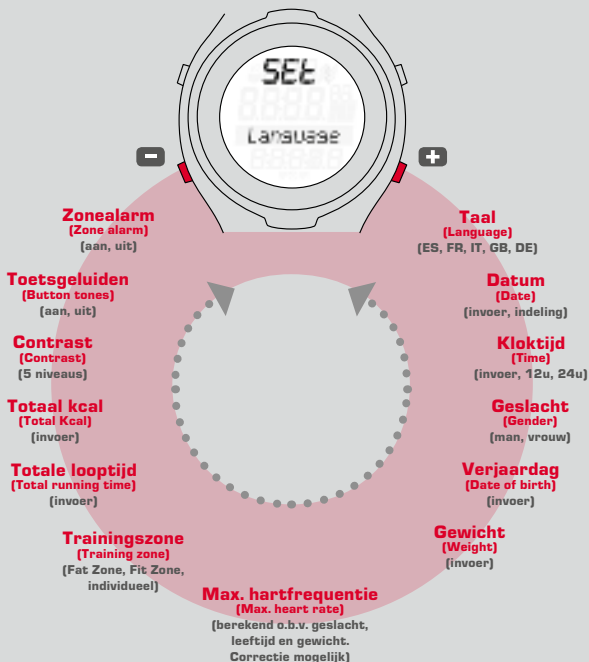 SEt
Language
-
+
Taal
(Language)
(ES, FR, IT, GB, DE)
Datum
(Date)
(invoer, indeling)
Kloktijd
(Time)
(invoer, 12u, 24u)
Geslacht
(Gender)
(man, vrouw)
Verjaardag
(Date of birth)
(invoer)
Gewicht
(Weight)
(invoer)
Max. hartfrequentie
(Max. heart rate)
(berekend o.b.v. geslacht,
leeftijd en gewicht.
Correctie mogelijk)
Trainingszone
(Training zone)
(Fat Zone, Fit Zone,
individueel)
Totale looptijd
(Total running time)
(invoer)
Totaal kcal
(Total Kcal)
(invoer)
Contrast
(Contrast)
(5 niveaus)
Toetsgeluiden
(Button tones)
(aan, uit)
Zonealarm
(Zone alarm)
(aan, uit)